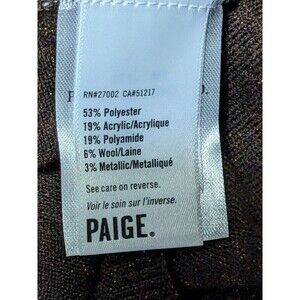 RN#27002 CA#51217
53% Polyester
19% Acrylic/Acrylique
19% Polyamide
6% Wool/Laine
3% Metallic/Metallique
See care on reverse.
Voir le soin sur l'inverse.
PAIGE.